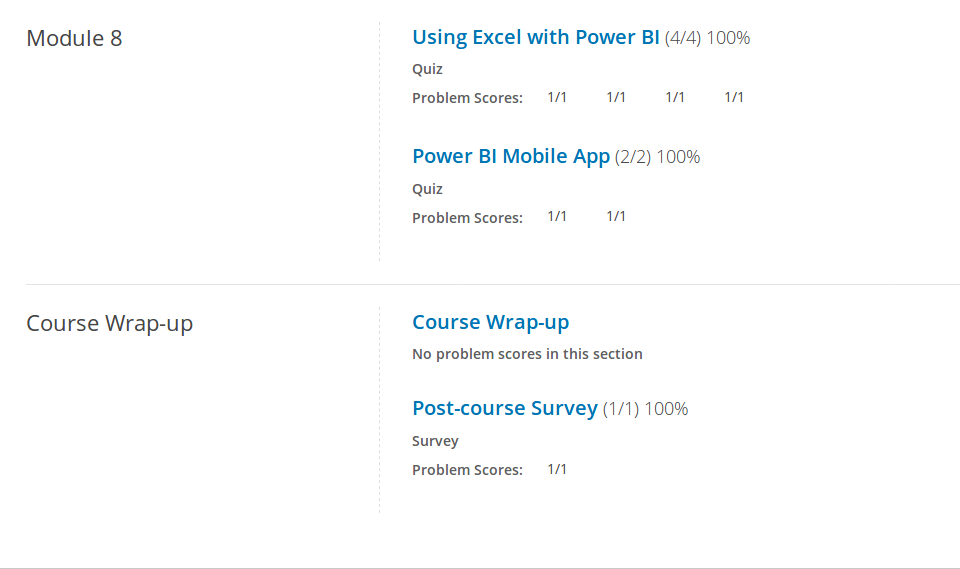 Module 8
Using Excel with Power BI (4/4) 100%
Quiz
Problem Scores: 1/1 1/1 1/1 1/1
Power BI Mobile App (2/2) 100%
Quiz
Problem Scores: 1/1 1/1
Course Wrap-up
Course Wrap-up
No problem scores in this section
Post-course Survey (1/1) 100%
Survey
Problem Scores: 1/1